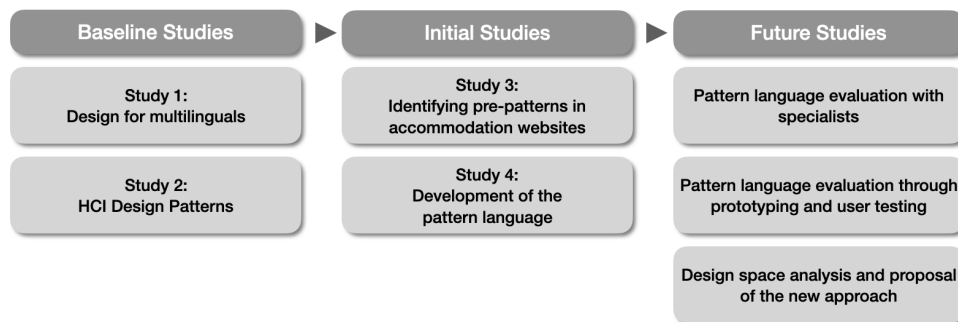 Baseline Studies
Study 1:
Design for multilinguals
Study 2:
HCI Design Patterns
Initial Studies
Study 3:
Identifying pre-patterns in
accommodation websites
Study 4:
Development of the
pattern language
Future Studies
Pattern language evaluation with
specialists
Pattern language evaluation through
prototyping and user testing
Design space analysis and proposal
of the new approach